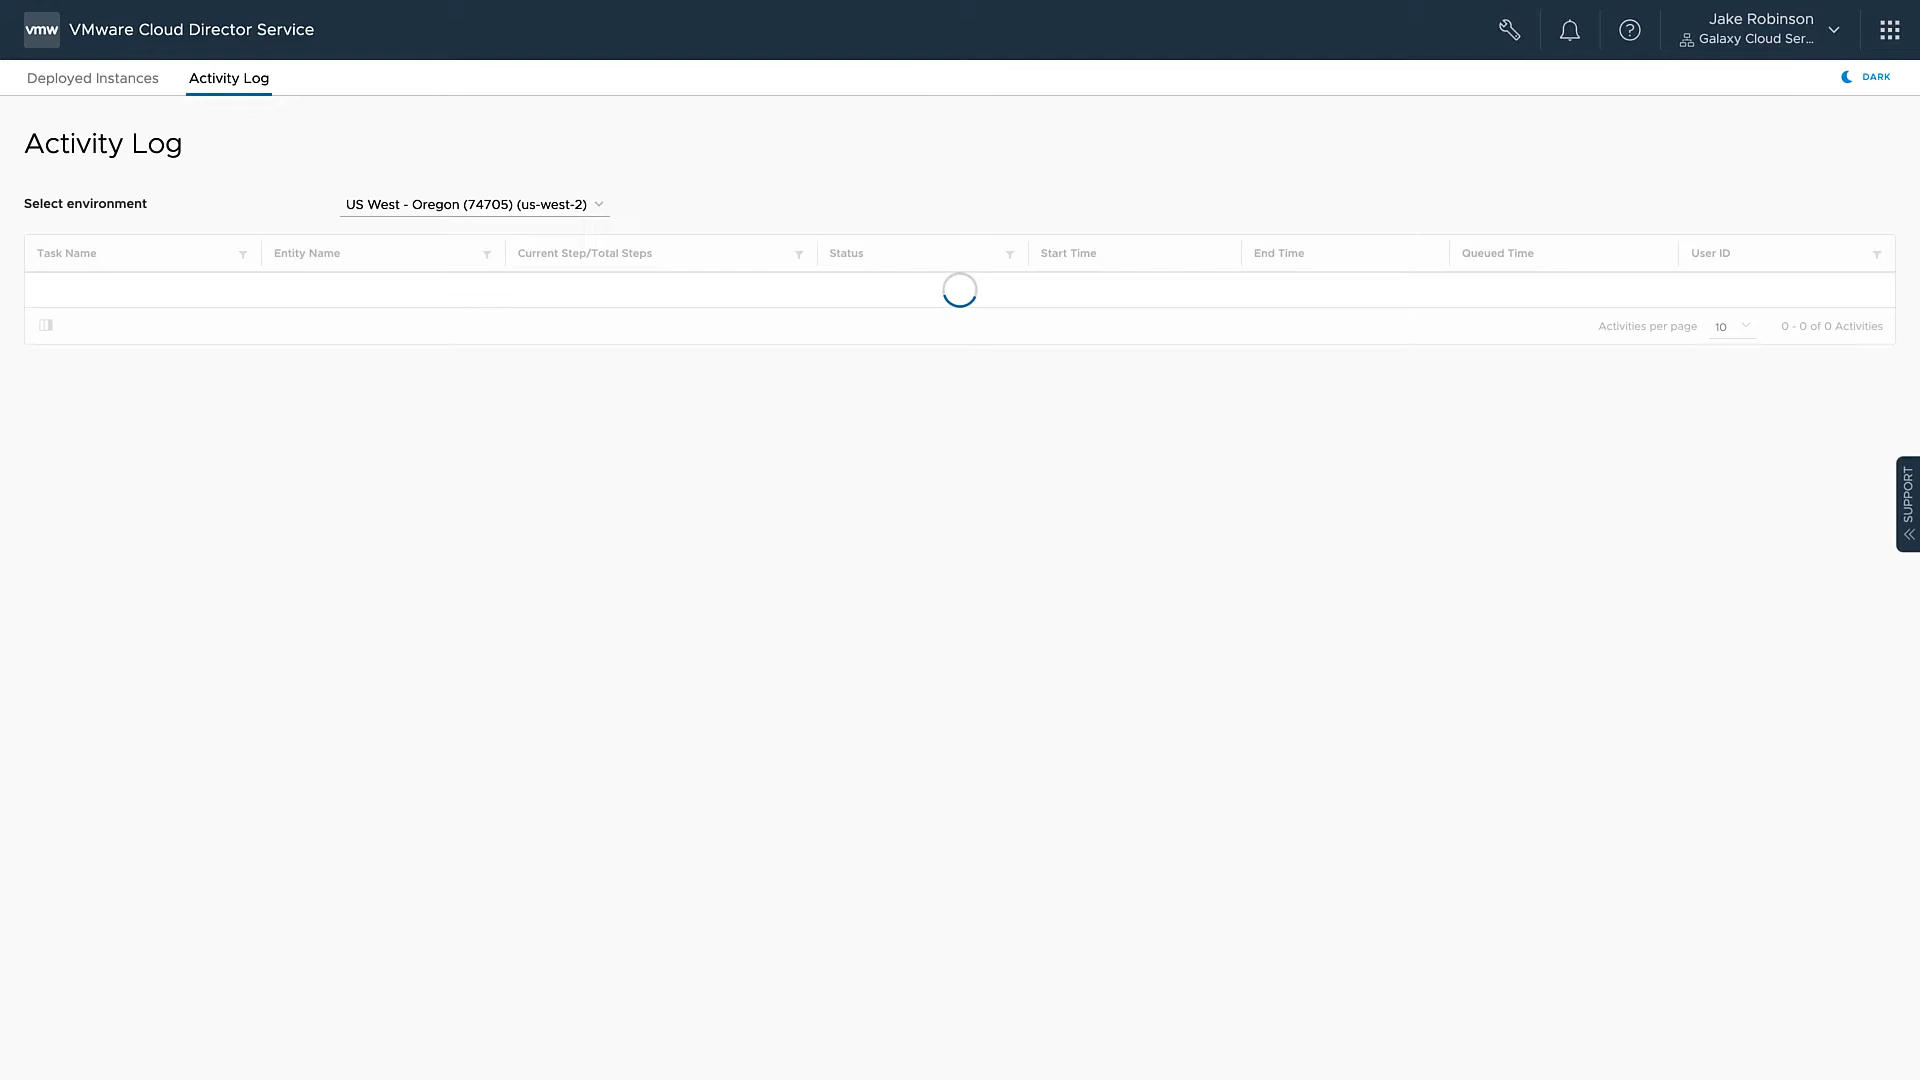 vmw VMware Cloud Director Service
Jake Robinson
Galaxy Cloud Ser...
Deployed Instances Activity Log
DARK
Activity Log
Select environment US West - Oregon (74705) (us-west-2)
Task Name Entity Name Current Step/Total Steps Status Start Time End Time Queued Time User ID
Activities per page 10 0 - 0 of 0 Activities
SUPPORT